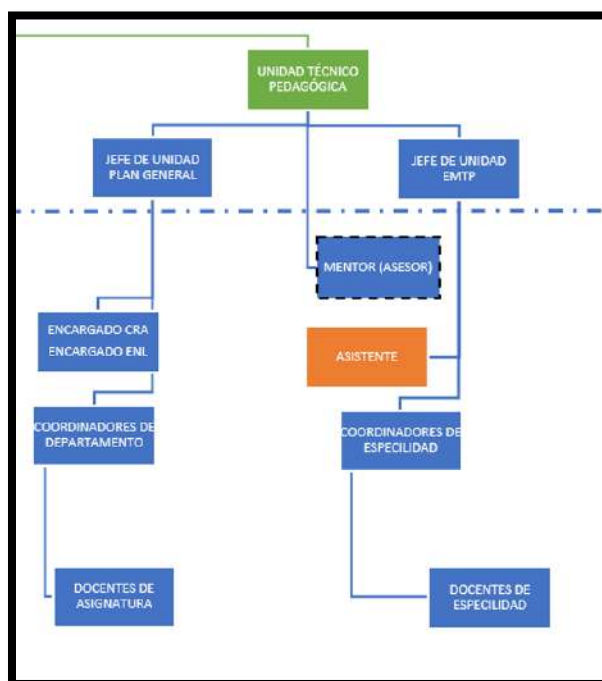 UNIDAD TÉCNICO
PEDAGÓGICA
JEFE DE UNIDAD
PLAN GENERAL
JEFE DE UNIDAD
EMTP
MENTOR (ASESOR)
ENCARGADO CRA
ENCARGADO ENL
ASISTENTE
COORDINADORES DE
DEPARTAMENTO
COORDINADORES DE
ESPECILIDAD
DOCENTES DE
ASIGNATURA
DOCENTES DE
ESPECILIDAD